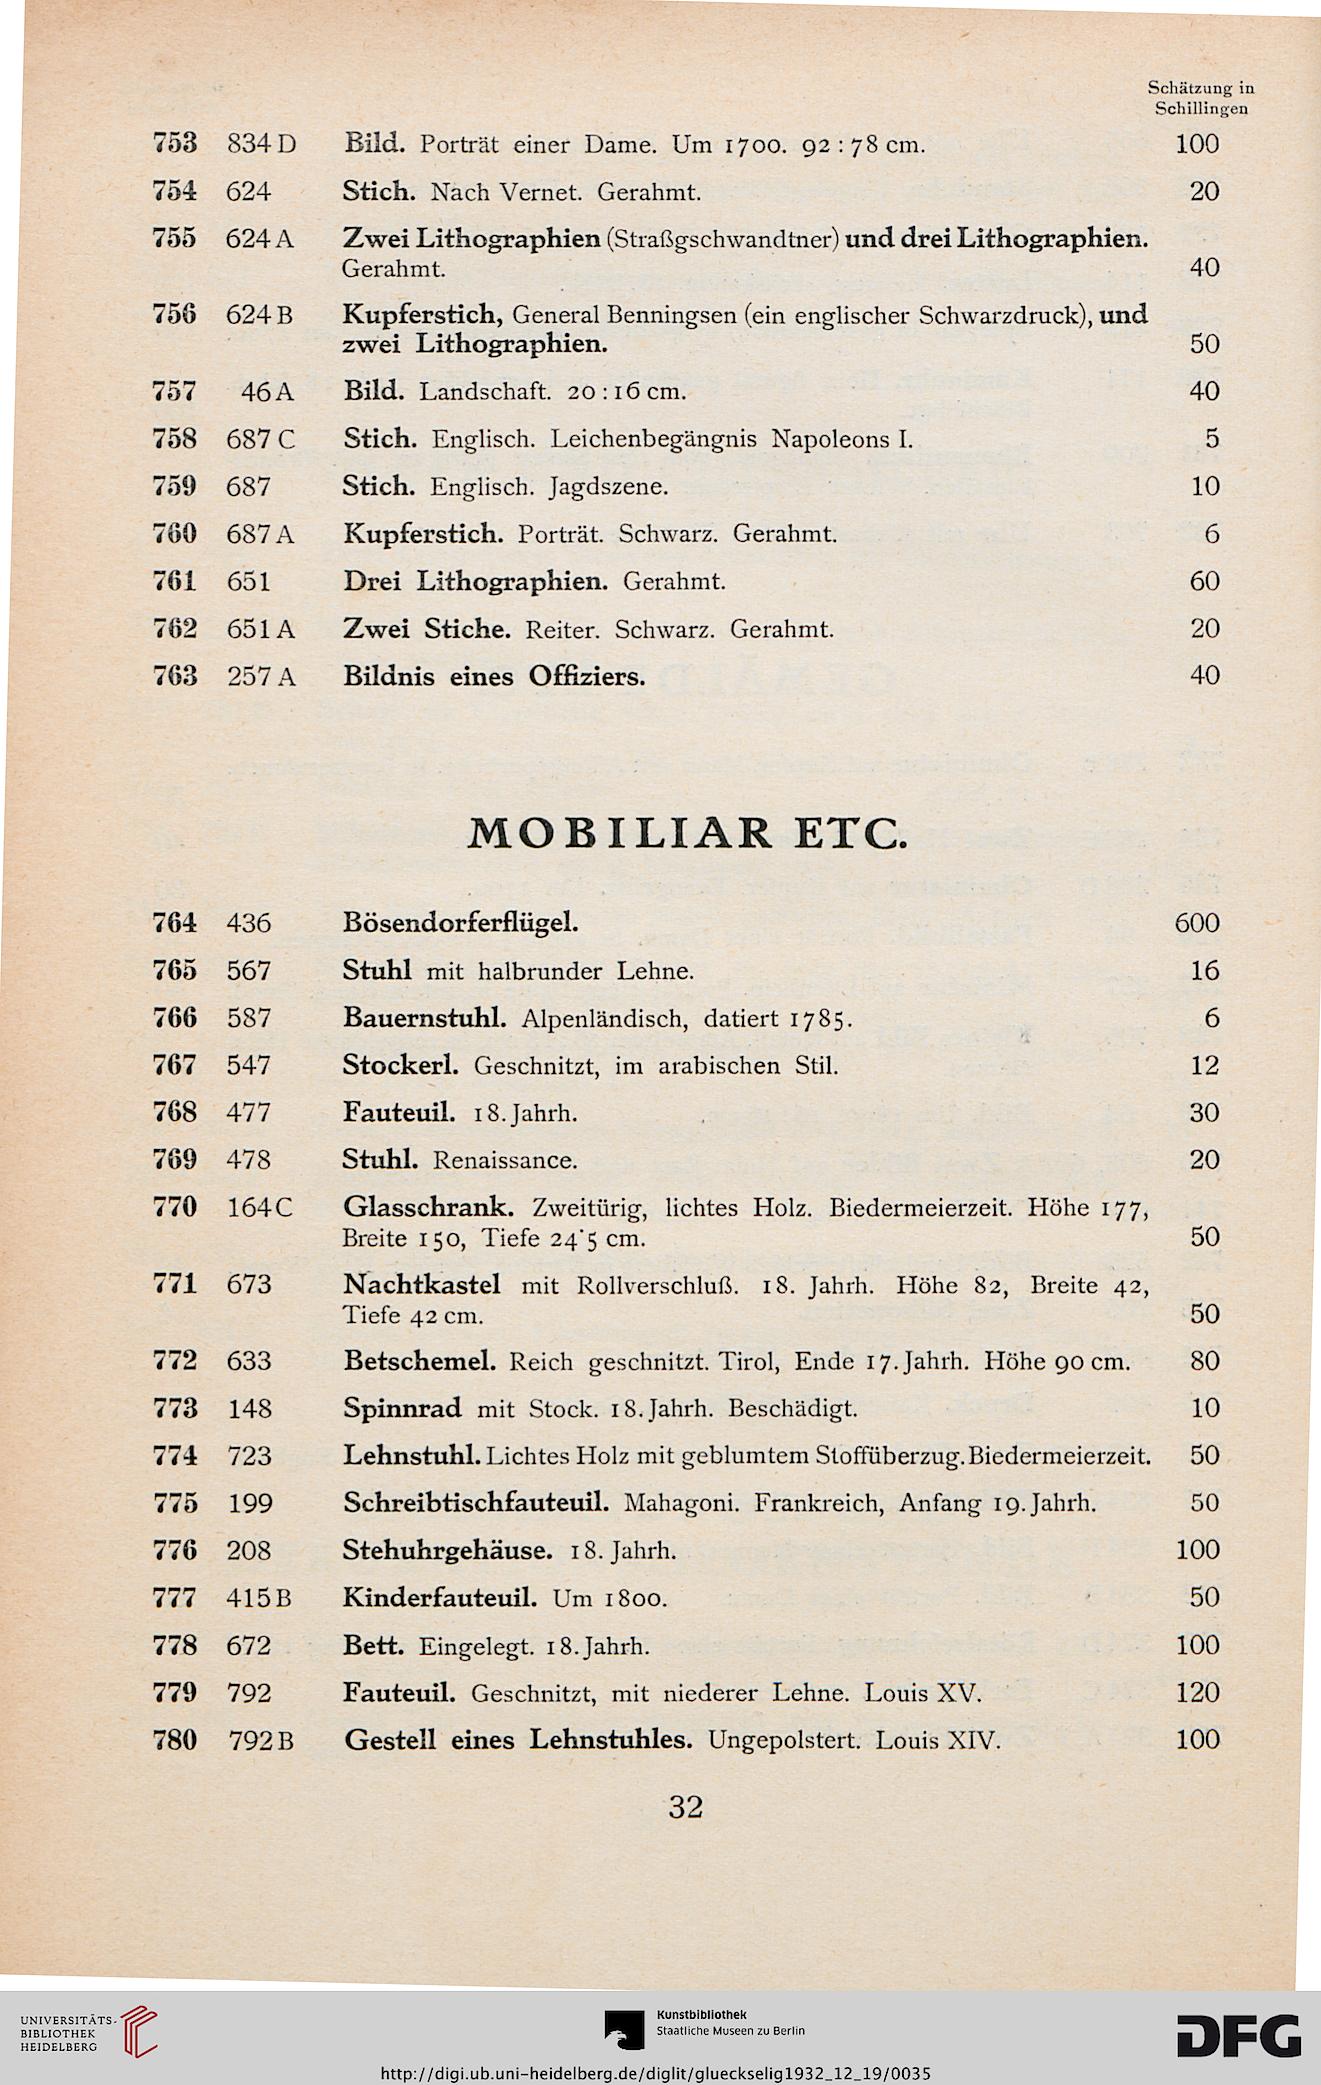 Schätzung in
Schillingen
753 834 D Bild. Porträt einer Dame. Um 1700. 92 : 78 cm. 100
754 624 Stich. Nach Vernet. Gerahmt. 20
755 624 A Zwei Lithographien (Straßgschwandtner) und drei Lithographien.
Gerahmt. 40
756 624 B Kupferstich, General Benningsen (ein englischer Schwarzdruck), und
zwei Lithographien. 50
757 46 A Bild. Landschaft. 20 : 16 cm. 40
758 687 C Stich. Englisch. Leichenbegängnis Napoleons I. 5
759 687 Stich. Englisch. Jagdszene. 10
760 687 A Kupferstich. Porträt. Schwarz. Gerahmt. 6
761 651 Drei Lithographien. Gerahmt. 60
762 651 A Zwei Stiche. Reiter. Schwarz. Gerahmt. 20
763 257 A Bildnis eines Offiziers. 40
MOBILIAR ETC.
764 436 Bösendorferflügel. 600
765 567 Stuhl mit halbrunder Lehne. 16
766 587 Bauernstuhl. Alpenländisch, datiert 1785. 6
767 547 Stockerl. Geschnitzt, im arabischen Stil. 12
768 477 Fauteuil. 18. Jahrh. 30
769 478 Stuhl. Renaissance. 20
770 164 C Glasschrank. Zweitürig, lichtes Holz. Biedermeierzeit. Höhe 177,
Breite 150, Tiefe 24˙5 cm. 50
771 673 Nachtkastel mit Rollverschluß. 18. Jahrh. Höhe 82, Breite 42,
Tiefe 42 cm. 50
772 633 Betschemel. Reich geschnitzt. Tirol, Ende 17. Jahrh. Höhe 90 cm. 80
773 148 Spinnrad mit Stock. 18. Jahrh. Beschädigt. 10
774 723 Lehnstuhl. Lichtes Holz mit geblumtem Stoffüberzug. Biedermeierzeit. 50
775 199 Schreibtischfauteuil. Mahagoni. Frankreich, Anfang 19. Jahrh. 50
776 208 Stehuhrgehäuse. 18. Jahrh. 100
777 415 B Kinderfauteuil. Um 1800. 50
778 672 Bett. Eingelegt. 18. Jahrh. 100
779 792 Fauteuil. Geschnitzt, mit niederer Lehne. Louis XV. 120
780 792 B Gestell eines Lehnstuhles. Ungepolstert. Louis XIV. 100
32
UNIVERSITÄTS-
BIBLIOTHEK
HEIDELBERG
Kunstbibliothek
Staatliche Museen zu Berlin
DFG
http://digi.ub.uni-heidelberg.de/diglit/glueckselig1932_12_19/0035